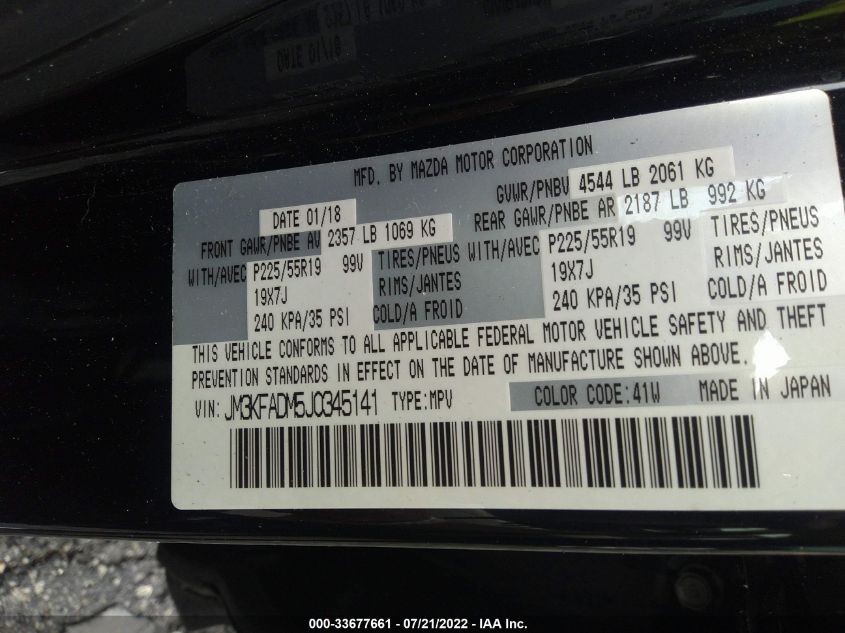 MFD. BY MAZDA MOTOR CORPORATION
GVWR/PNBV 4544 LB 2061 KG
DATE 01/18
FRONT GAWR/PNBE AV 2357 LB 1069 KG REAR GAWR/PNBE AR 2187 LB 992 KG
WITH/AVEC P225/55R19 99V TIRES/PNEUS WITH/AVEC P225/55R19 99V TIRES/PNEUS
19X7J RIMS/JANTES 19X7J RIMS/JANTES
240 KPA/35 PSI COLD/A FROID 240 KPA/35 PSI COLD/A FROID
THIS VEHICLE CONFORMS TO ALL APPLICABLE FEDERAL MOTOR VEHICLE SAFETY AND THEFT
PREVENTION STANDARDS IN EFFECT ON THE DATE OF MANUFACTURE SHOWN ABOVE.
VIN: JM3KFADM5J0345141 TYPE:MPV COLOR CODE:41W MADE IN JAPAN
000-33677661 - 07/21/2022 - IAA Inc.